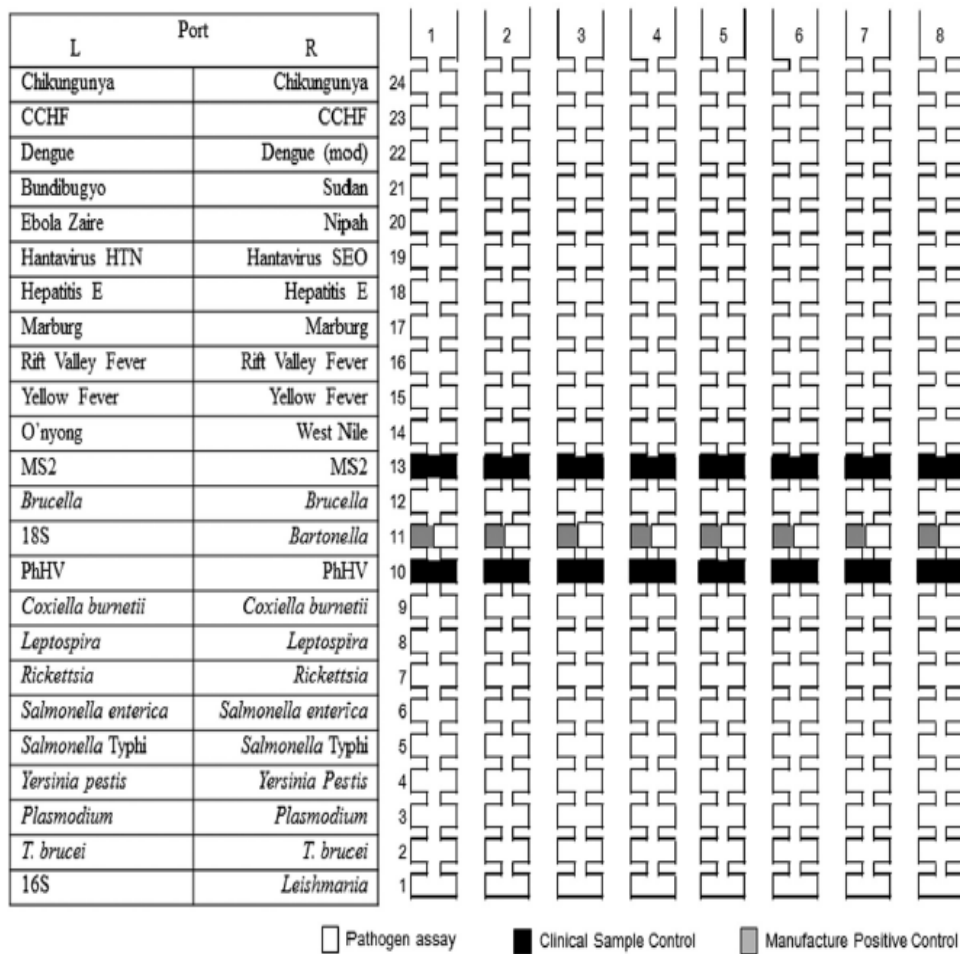 Port
L R
1 2 3 4 5 6 7 8
Chikungunya Chikungunya 24
CCHF CCHF 23
Dengue Dengue (mod) 22
Bundibugyo Sudan 21
Ebola Zaire Nipah 20
Hantavirus HTN Hantavirus SEO 19
Hepatitis E Hepatitis E 18
Marburg Marburg 17
Rift Valley Fever Rift Valley Fever 16
Yellow Fever Yellow Fever 15
O'nyong West Nile 14
MS2 MS2 13
Brucella Brucella 12
18S Bartonella 11
PhHV PhHV 10
Coxiella burnetii Coxiella burnetii 9
Leptospira Leptospira 8
Rickettsia Rickettsia 7
Salmonella enterica Salmonella enterica 6
Salmonella Typhi Salmonella Typhi 5
Yersinia pestis Yersinia Pestis 4
Plasmodium Plasmodium 3
T. brucei T. brucei 2
16S Leishmania 1
Pathogen assay Clinical Sample Control Manufacture Positive Control